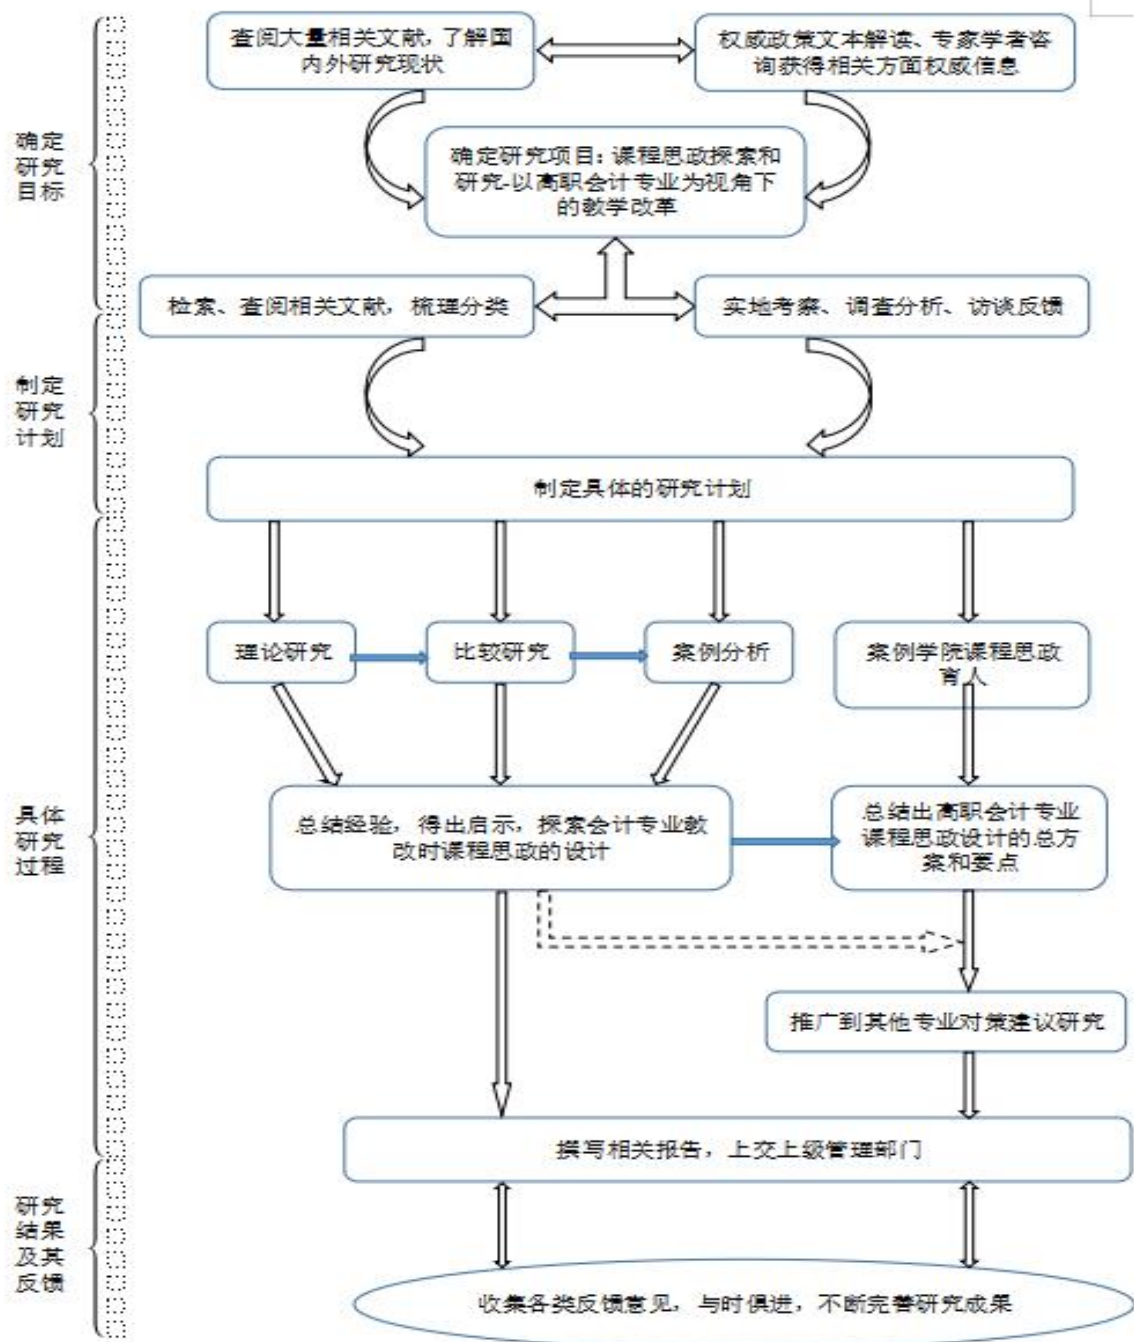 查阅大量相关文献，了解国
内外研究现状
权威政策文本解读、专家学者咨
询获得相关方面权威信息
确定
研究
目标
确定研究项目：课程思政探索和
研究-以高职会计专业为视角下
的教学改革
检索、查阅相关文献，梳理分类
实地考察、调查分析、访谈反馈
制定
研究
计划
制定具体的研究计划
理论研究
比较研究
案例分析
案例学院课程思政
育人
具体
研究
过程
总结经验，得出启示，探索会计专业教
改时课程思政的设计
总结出高职会计专业
课程思政设计的总方
案和要点
推广到其他专业对策建议研究
撰写相关报告，上交上级管理部门
研究
结果
及其
反馈
收集各类反馈意见，与时俱进，不断完善研究成果